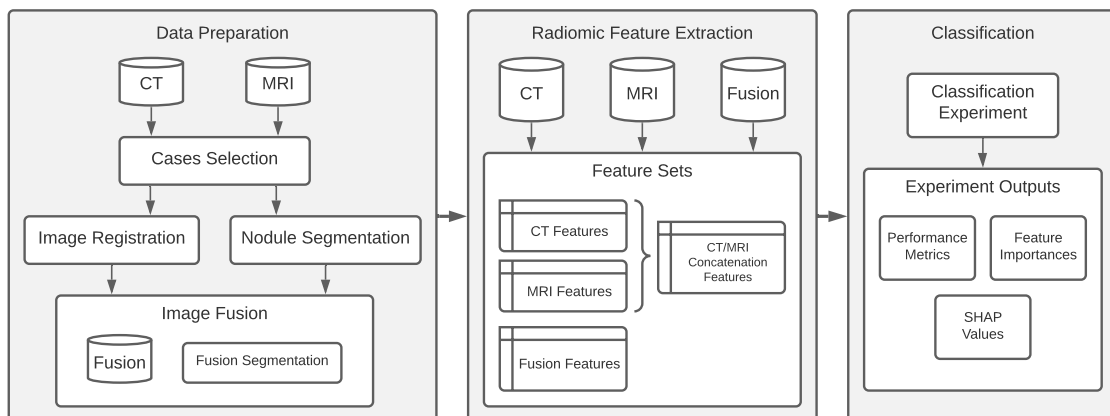 Data Preparation
CT
MRI
Cases Selection
Image Registration
Nodule Segmentation
Image Fusion
Fusion
Fusion Segmentation
Radiomic Feature Extraction
CT
MRI
Fusion
Feature Sets
CT Features
MRI Features
CT/MRI
Concatenation
Features
Fusion Features
Classification
Classification
Experiment
Experiment Outputs
Performance
Metrics
Feature
Importances
SHAP
Values